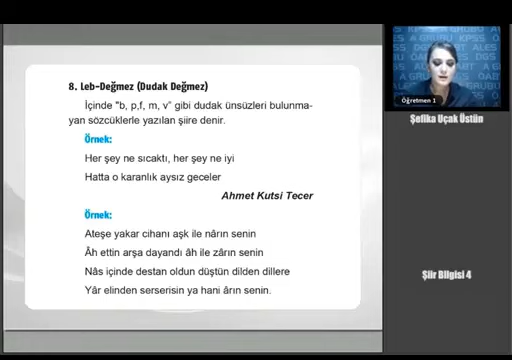 8. Leb-Değmez (Dudak Değmez)
İçinde "b, p,f, m, v" gibi dudak ünsüzleri bulunma-
yan sözcüklerle yazılan şiire denir.
Örnek:
Her şey ne sıcaktı, her şey ne iyi
Hatta o karanlık aysız geceler
Ahmet Kutsi Tecer
Örnek:
Ateşe yakar cihanı aşk ile nârın senin
Âh ettin arşa dayandı âh ile zârın senin
Nâs içinde destan oldun düştün dilden dillere
Yâr elinden serserisin ya hani ârın senin.
Öğretmen 1
Şefika Uçak Üstün
Şiir Bilgisi 4